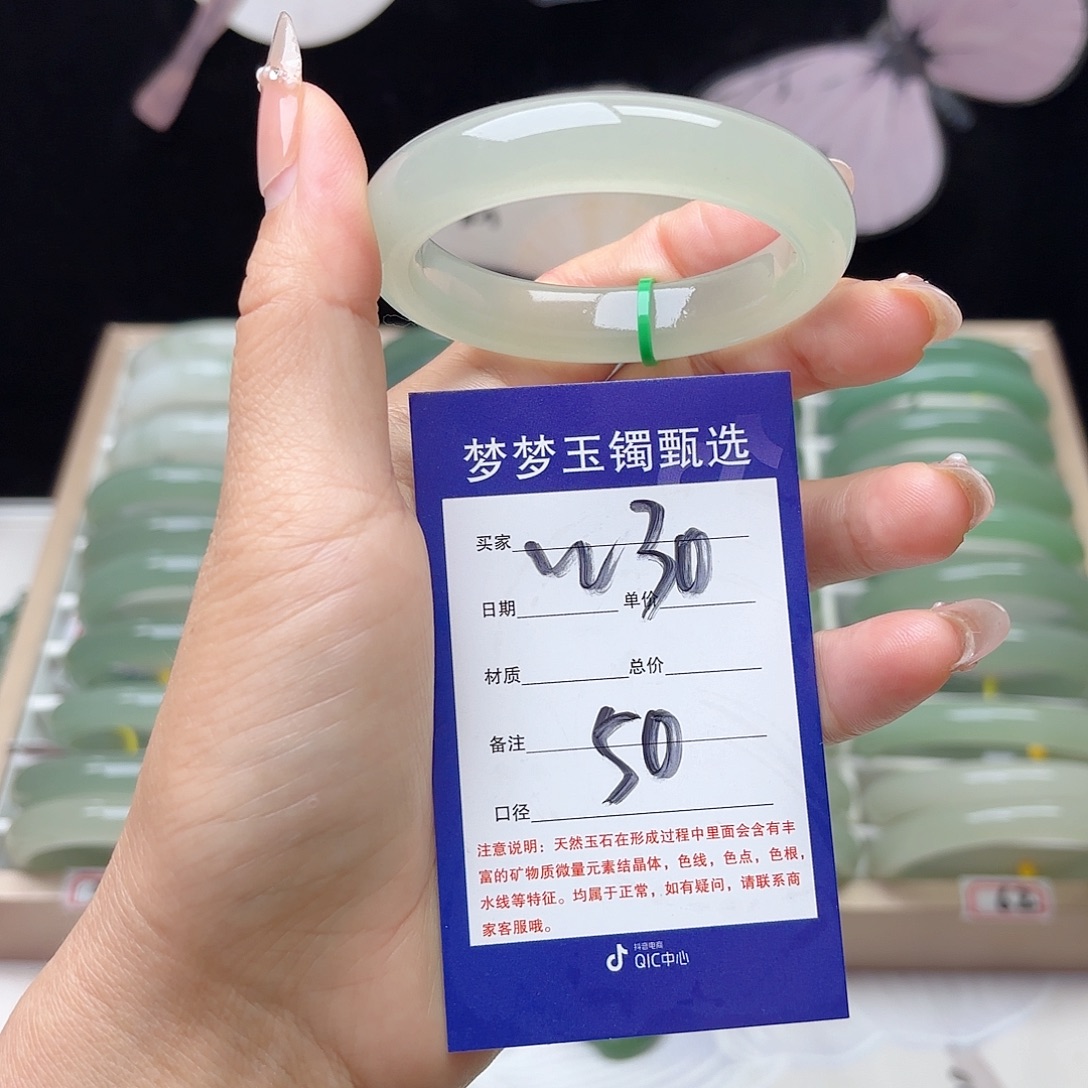 梦梦玉镯甄选
买家 W30
日期 单价
材质 总价
备注 50
口径
注意说明：天然玉石在形成过程中里面会含有丰
富的矿物质微量元素结晶体，色线，色点，色根，
水线等特征。均属于正常，如有疑问，请联系商
家客服哦。
抖音电商
QIC中心